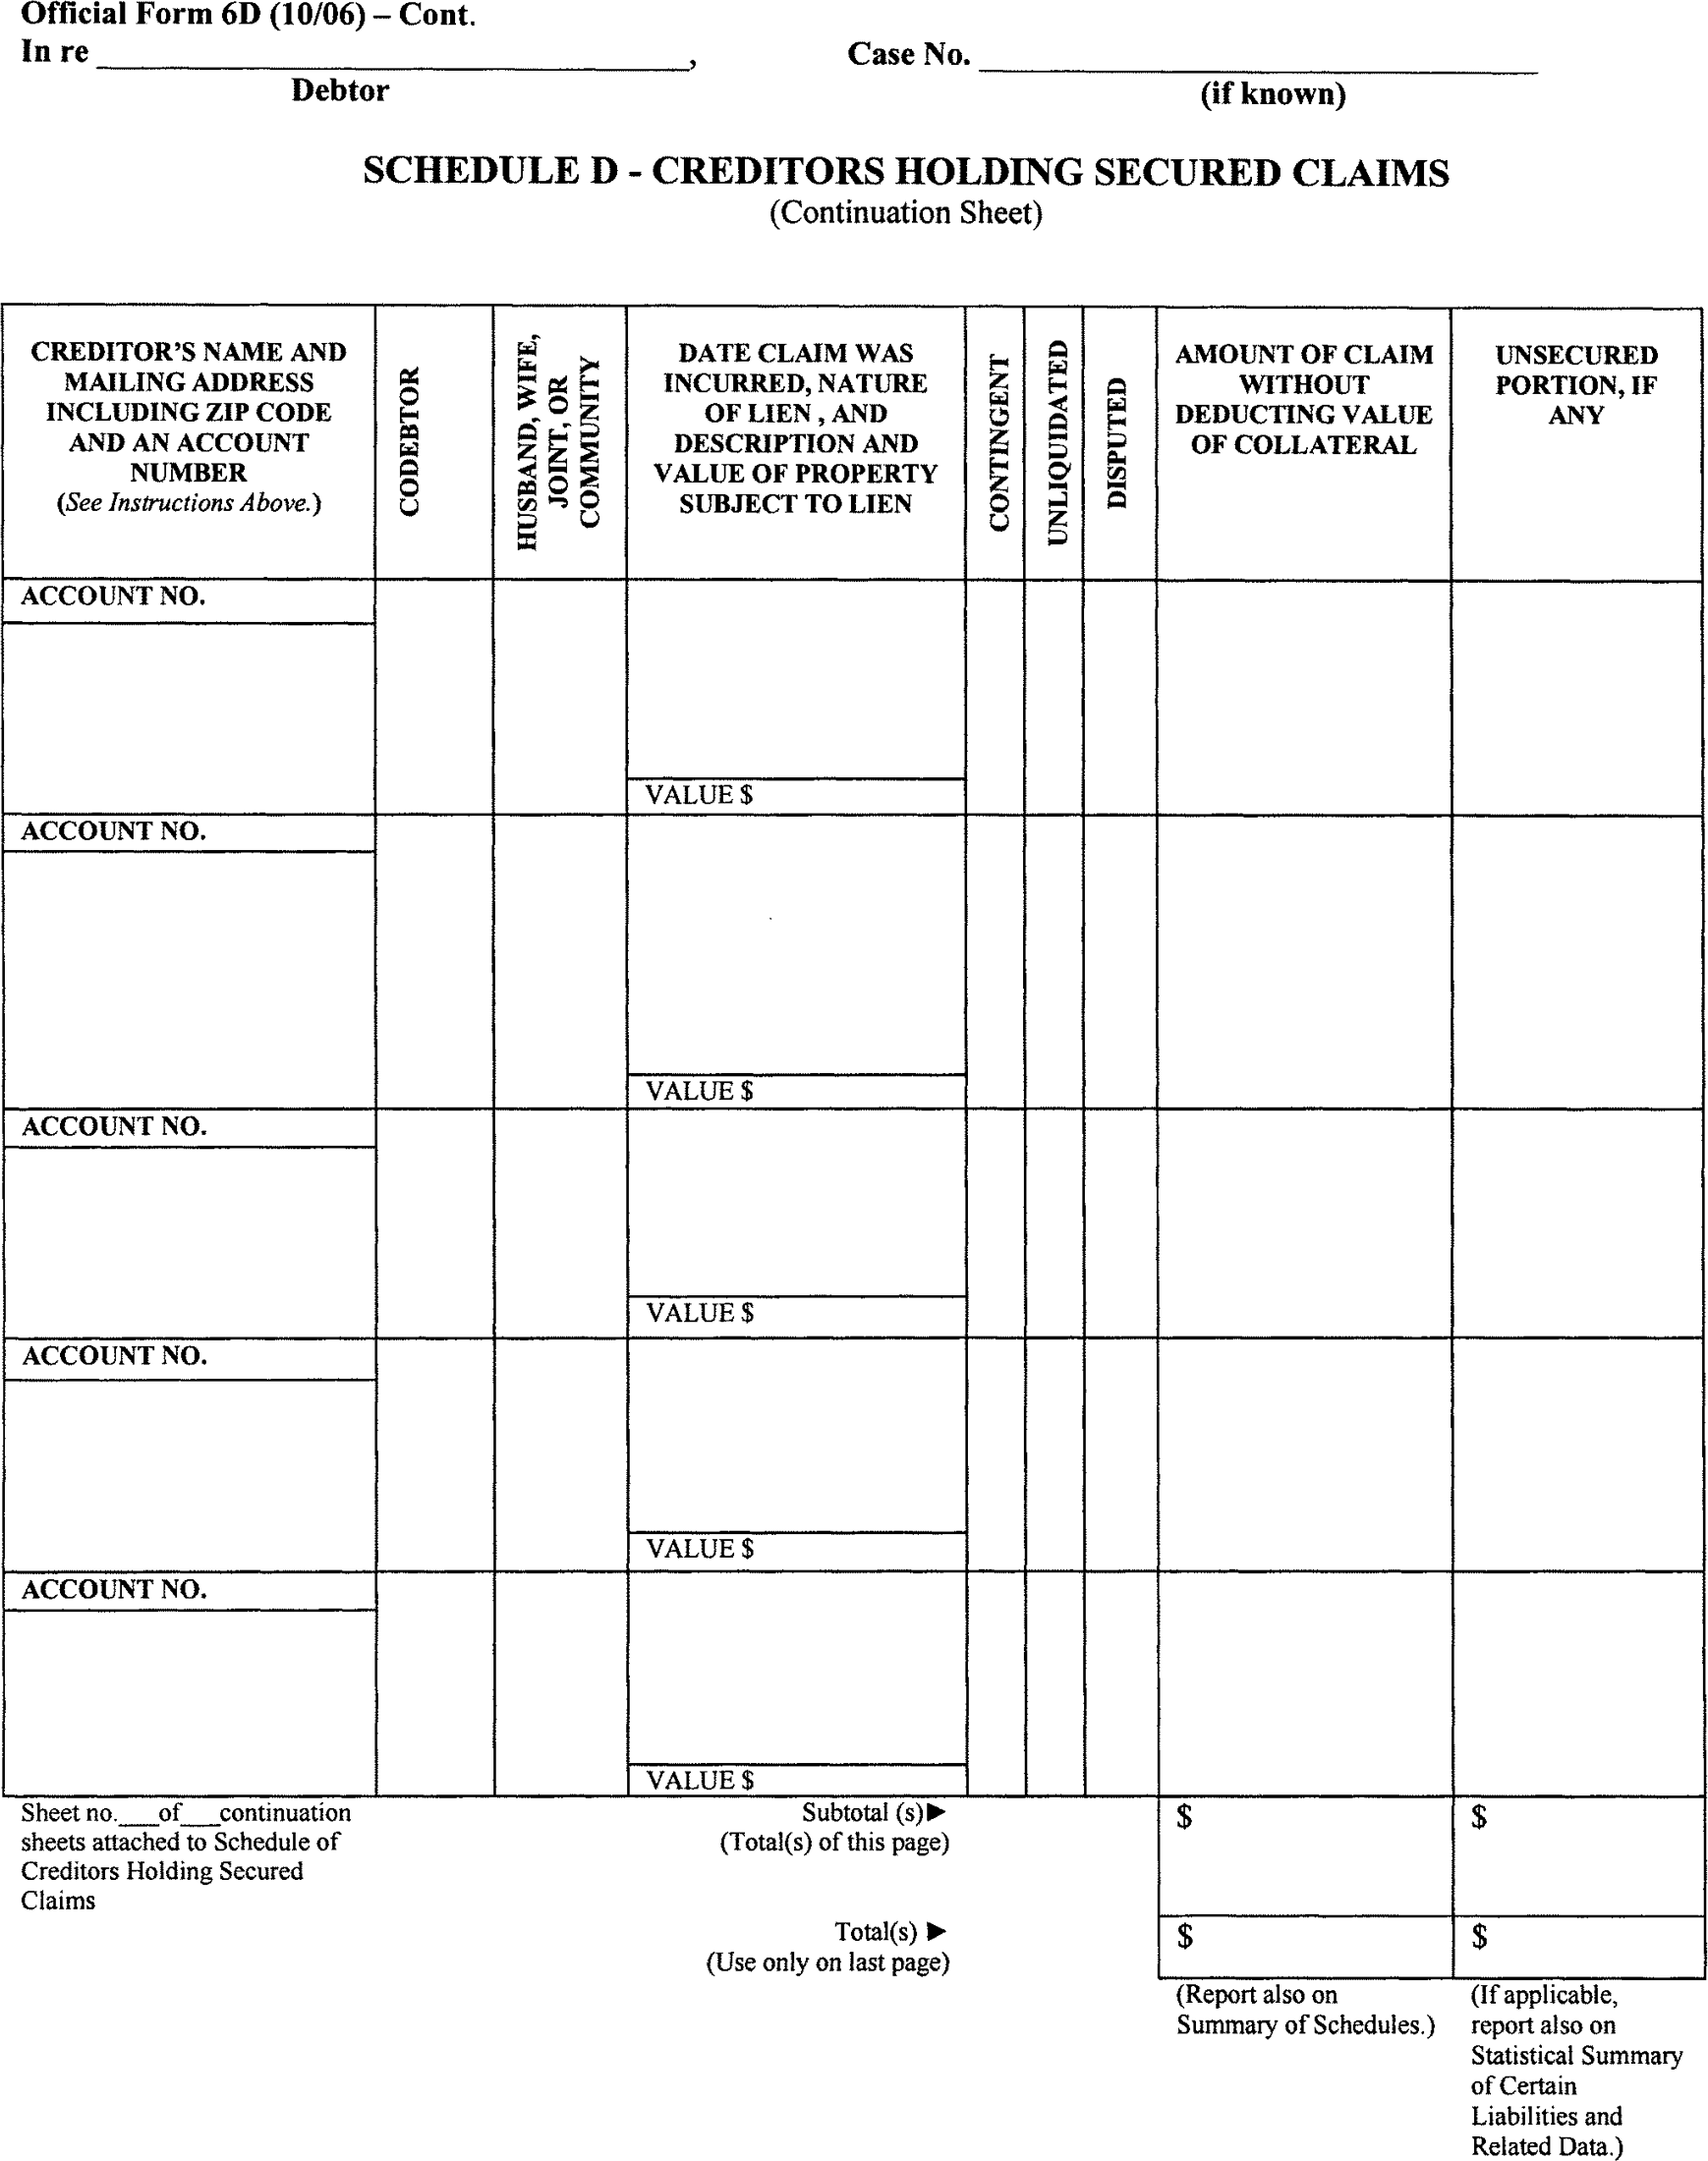 Official Form 6D (10/06) – Cont.
In re ____________________, Case No. ____________________
Debtor (if known)
SCHEDULE D - CREDITORS HOLDING SECURED CLAIMS
(Continuation Sheet)
CREDITOR’S NAME AND
MAILING ADDRESS
INCLUDING ZIP CODE
AND AN ACCOUNT
NUMBER
(See Instructions Above.)
CODEBTOR
HUSBAND, WIFE,
JOINT, OR
COMMUNITY
DATE CLAIM WAS
INCURRED, NATURE
OF LIEN , AND
DESCRIPTION AND
VALUE OF PROPERTY
SUBJECT TO LIEN
CONTINGENT
UNLIQUIDATED
DISPUTED
AMOUNT OF CLAIM
WITHOUT
DEDUCTING VALUE
OF COLLATERAL
UNSECURED
PORTION, IF
ANY
ACCOUNT NO.
VALUE $
ACCOUNT NO.
VALUE $
ACCOUNT NO.
VALUE $
ACCOUNT NO.
VALUE $
ACCOUNT NO.
VALUE $
Sheet no.___of___continuation
sheets attached to Schedule of
Creditors Holding Secured
Claims
Subtotal (s)►
(Total(s) of this page)
$
$
Total(s) ►
(Use only on last page)
$
$
(Report also on
Summary of Schedules.)
(If applicable,
report also on
Statistical Summary
of Certain
Liabilities and
Related Data.)